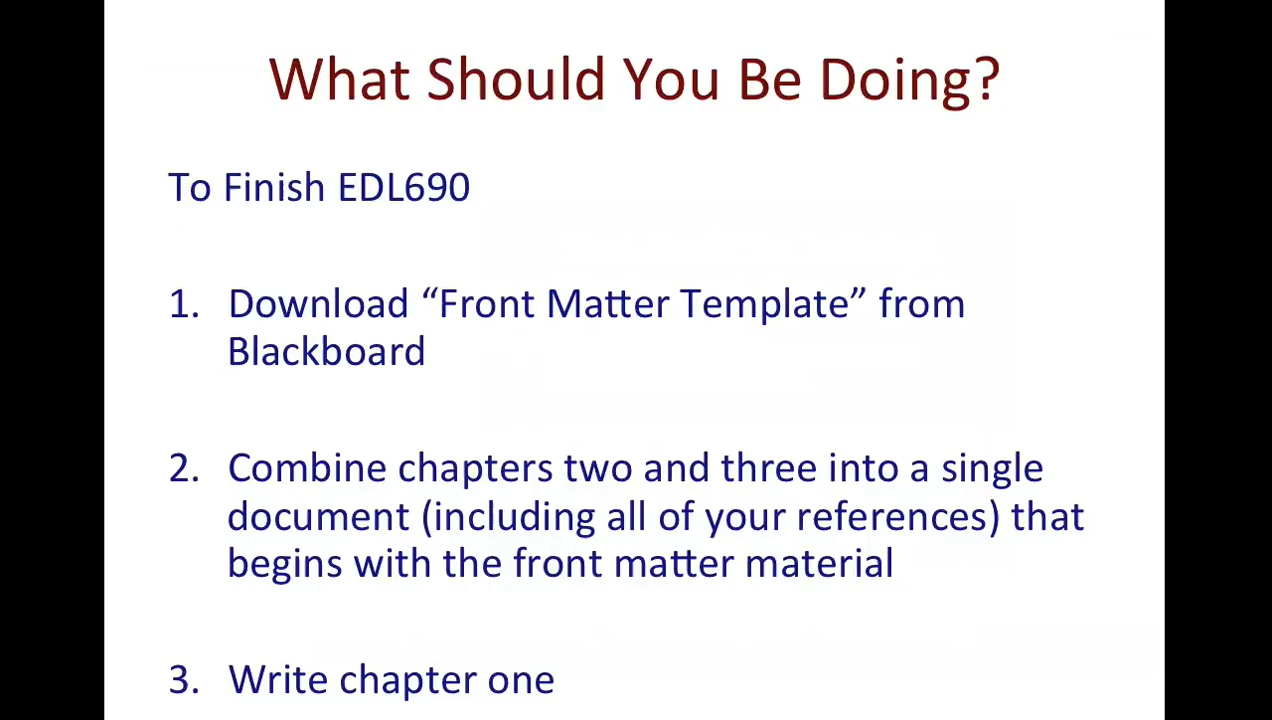 What Should You Be Doing?
To Finish EDL690
1. Download “Front Matter Template” from
Blackboard
2. Combine chapters two and three into a single
document (including all of your references) that
begins with the front matter material
3. Write chapter one